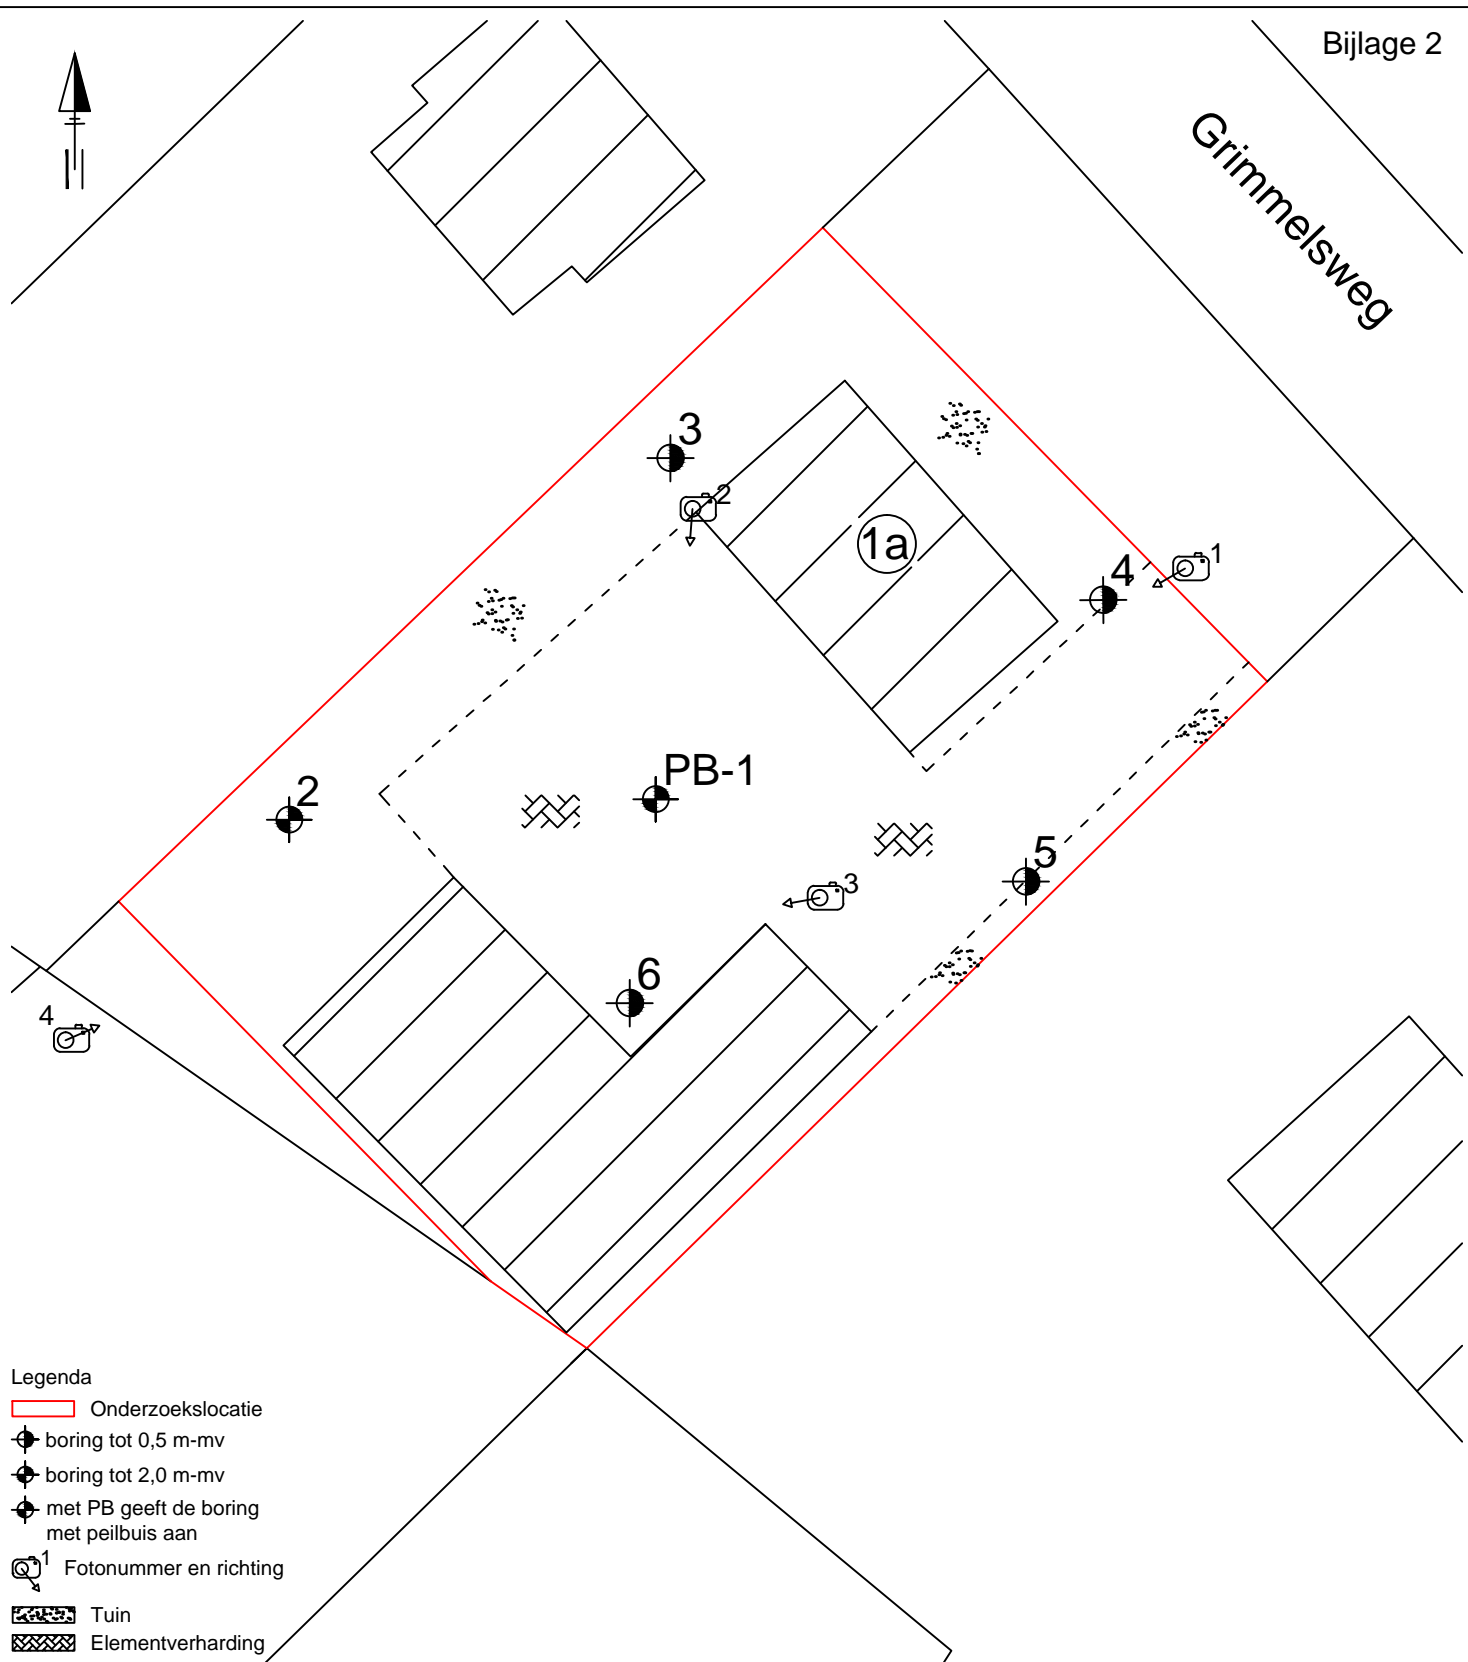 Bijlage 2
Grimmelsweg
3
2
1a
4
1
2
PB-1
5
3
6
4
Legenda
Onderzoekslocatie
boring tot 0,5 m-mv
boring tot 2,0 m-mv
met PB geeft de boring
met peilbuis aan
1
Fotonummer en richting
Tuin
Elementverharding